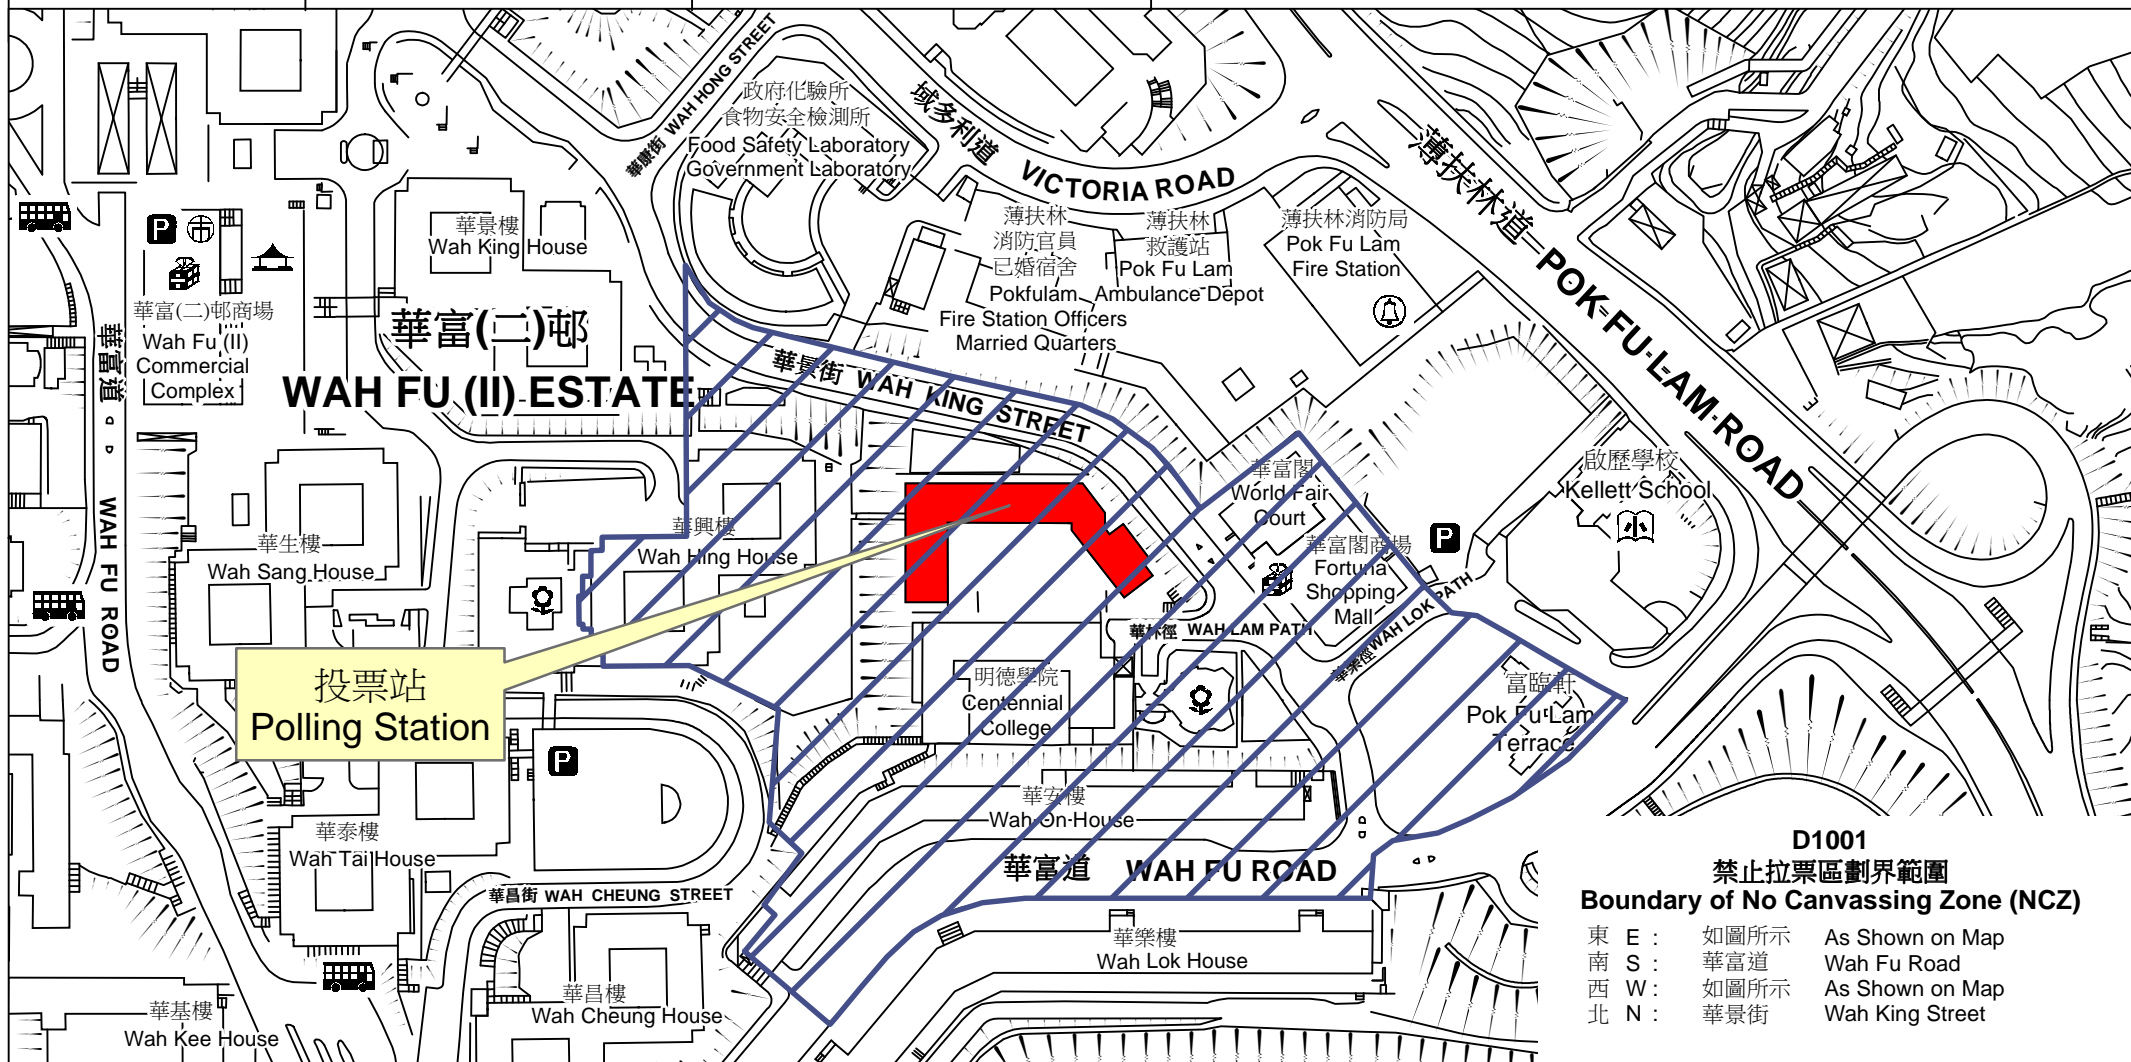 華康街 WAH HONG STREET
政府化驗所
食物安全檢測所
Food Safety Laboratory
Government Laboratory
域多利道 VICTORIA ROAD
薄扶林道 POK FU LAM ROAD
華景樓
Wah King House
薄扶林
消防官員
已婚宿舍
Pokfulam
Fire Station Officers
Married Quarters
薄扶林
救護站
Pok Fu Lam
Ambulance Depot
薄扶林消防局
Pok Fu Lam
Fire Station
P
華富(二)邨商場
Wah Fu (II)
Commercial
Complex
華富(二)邨
WAH FU (II) ESTATE
華景街 WAH KING STREET
華富道 WAH FU ROAD
華富閣
World Fair
Court
啟歷學校
Kellett School
P
華興樓
Wah Hing House
華生樓
Wah Sang House
華富閣商場
Fortuna
Shopping
Mall
華林徑 WAH LAM PATH
華樂徑 WAH LOK PATH
投票站
Polling Station
明德學院
Centennial
College
富臨軒
Pok Fu Lam
Terrace
P
華安樓
Wah On House
華泰樓
Wah Tai House
華富道 WAH FU ROAD
華昌街 WAH CHEUNG STREET
華樂樓
Wah Lok House
華昌樓
Wah Cheung House
華基樓
Wah Kee House
D1001
禁止拉票區劃界範圍
Boundary of No Canvassing Zone (NCZ)
東 E : 如圖所示 As Shown on Map
南 S : 華富道 Wah Fu Road
西 W : 如圖所示 As Shown on Map
北 N : 華景街 Wah King Street